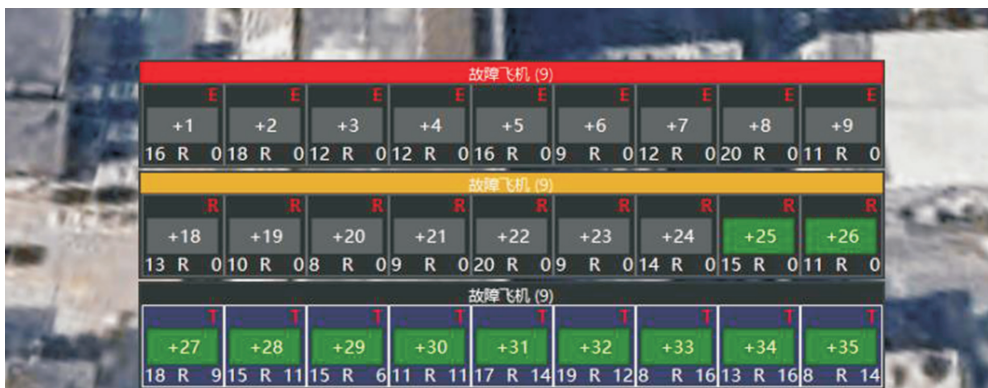 故障飞机 (9)
E E E E E E E E E
+1 +2 +3 +4 +5 +6 +7 +8 +9
16 R 0 18 R 0 12 R 0 12 R 0 16 R 0 9 R 0 12 R 0 20 R 0 11 R 0
故障飞机 (9)
R R R R R R R R R
+18 +19 +20 +21 +22 +23 +24 +25 +26
13 R 0 10 R 0 8 R 0 9 R 0 20 R 0 9 R 0 14 R 0 15 R 0 11 R 0
故障飞机 (9)
T T T T T T T T T
+27 +28 +29 +30 +31 +32 +33 +34 +35
18 R 9 15 R 11 15 R 6 11 R 11 17 R 14 19 R 12 8 R 16 13 R 16 8 R 14